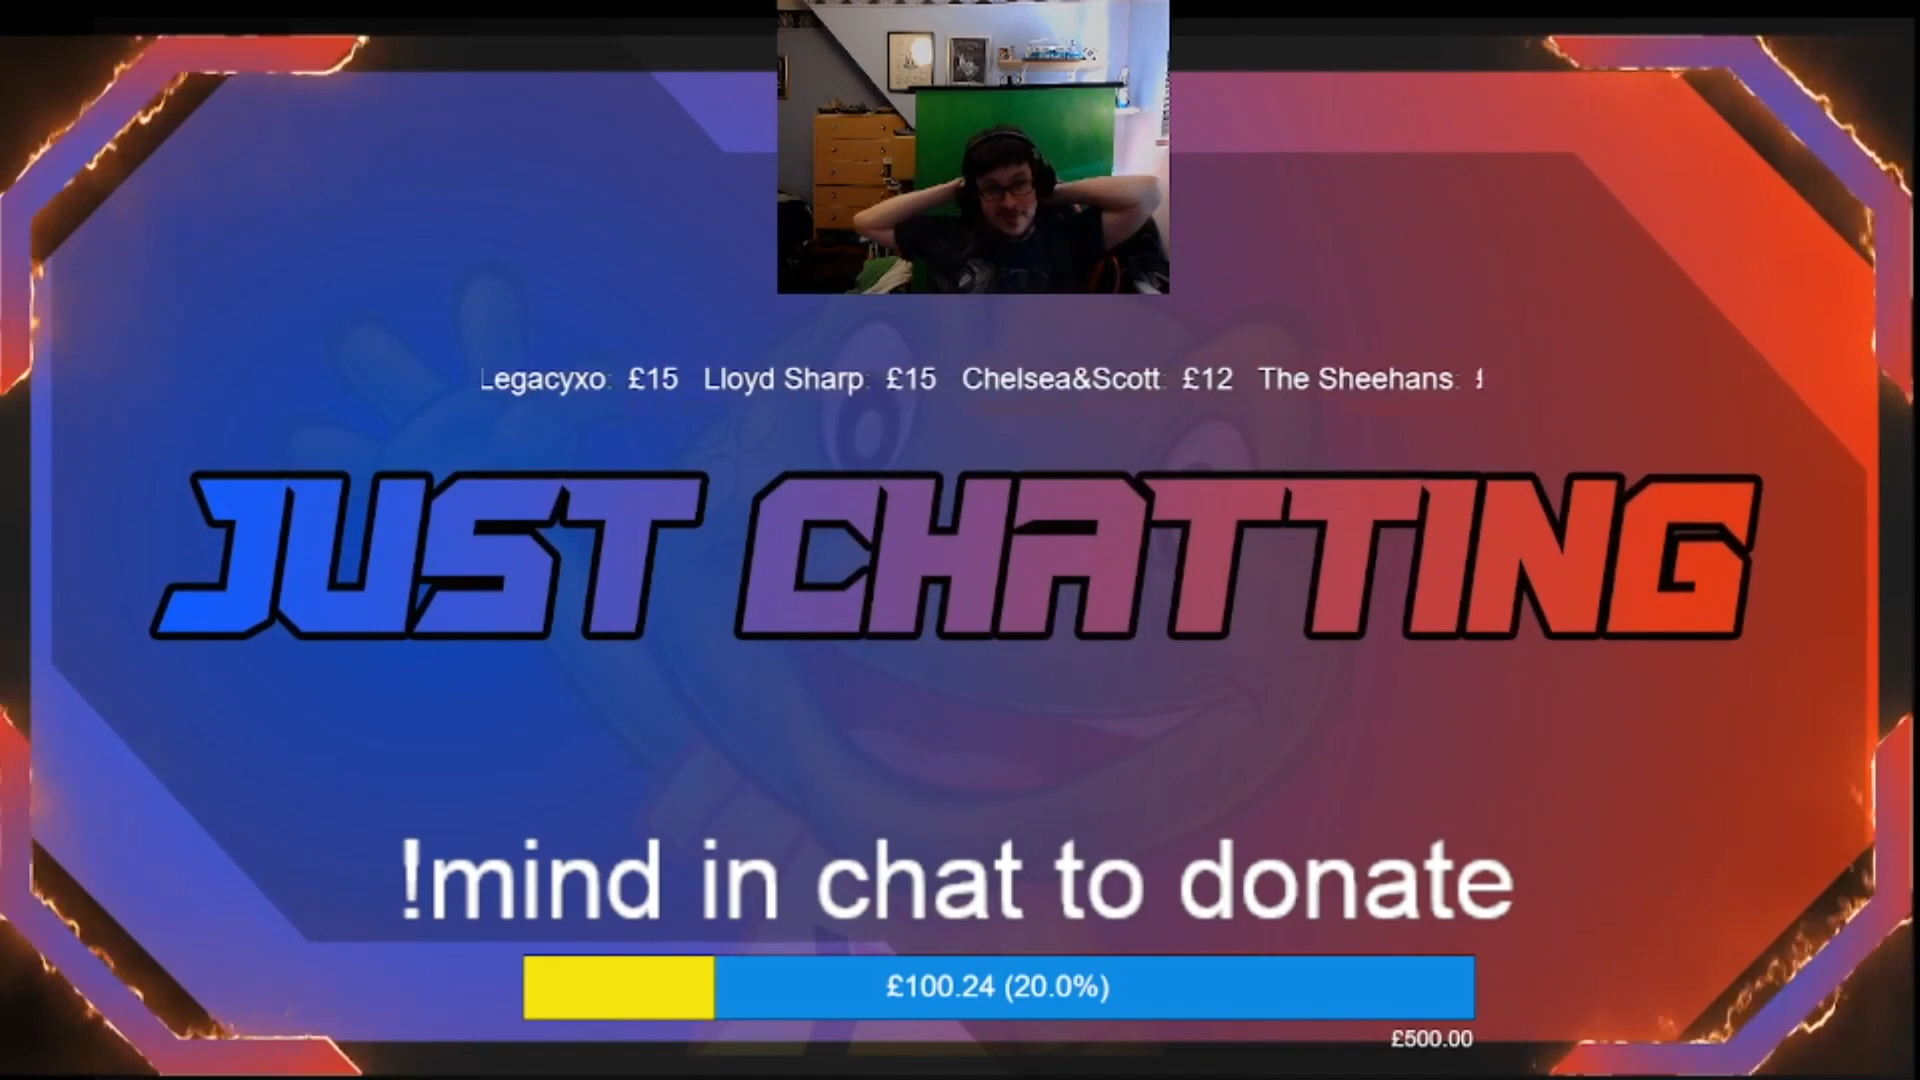 Legacyxo: £15 Lloyd Sharp: £15 Chelsea&Scott: £12 The Sheehans:
JUST CHATTING
!mind in chat to donate
£100.24 (20.0%)
£500.00